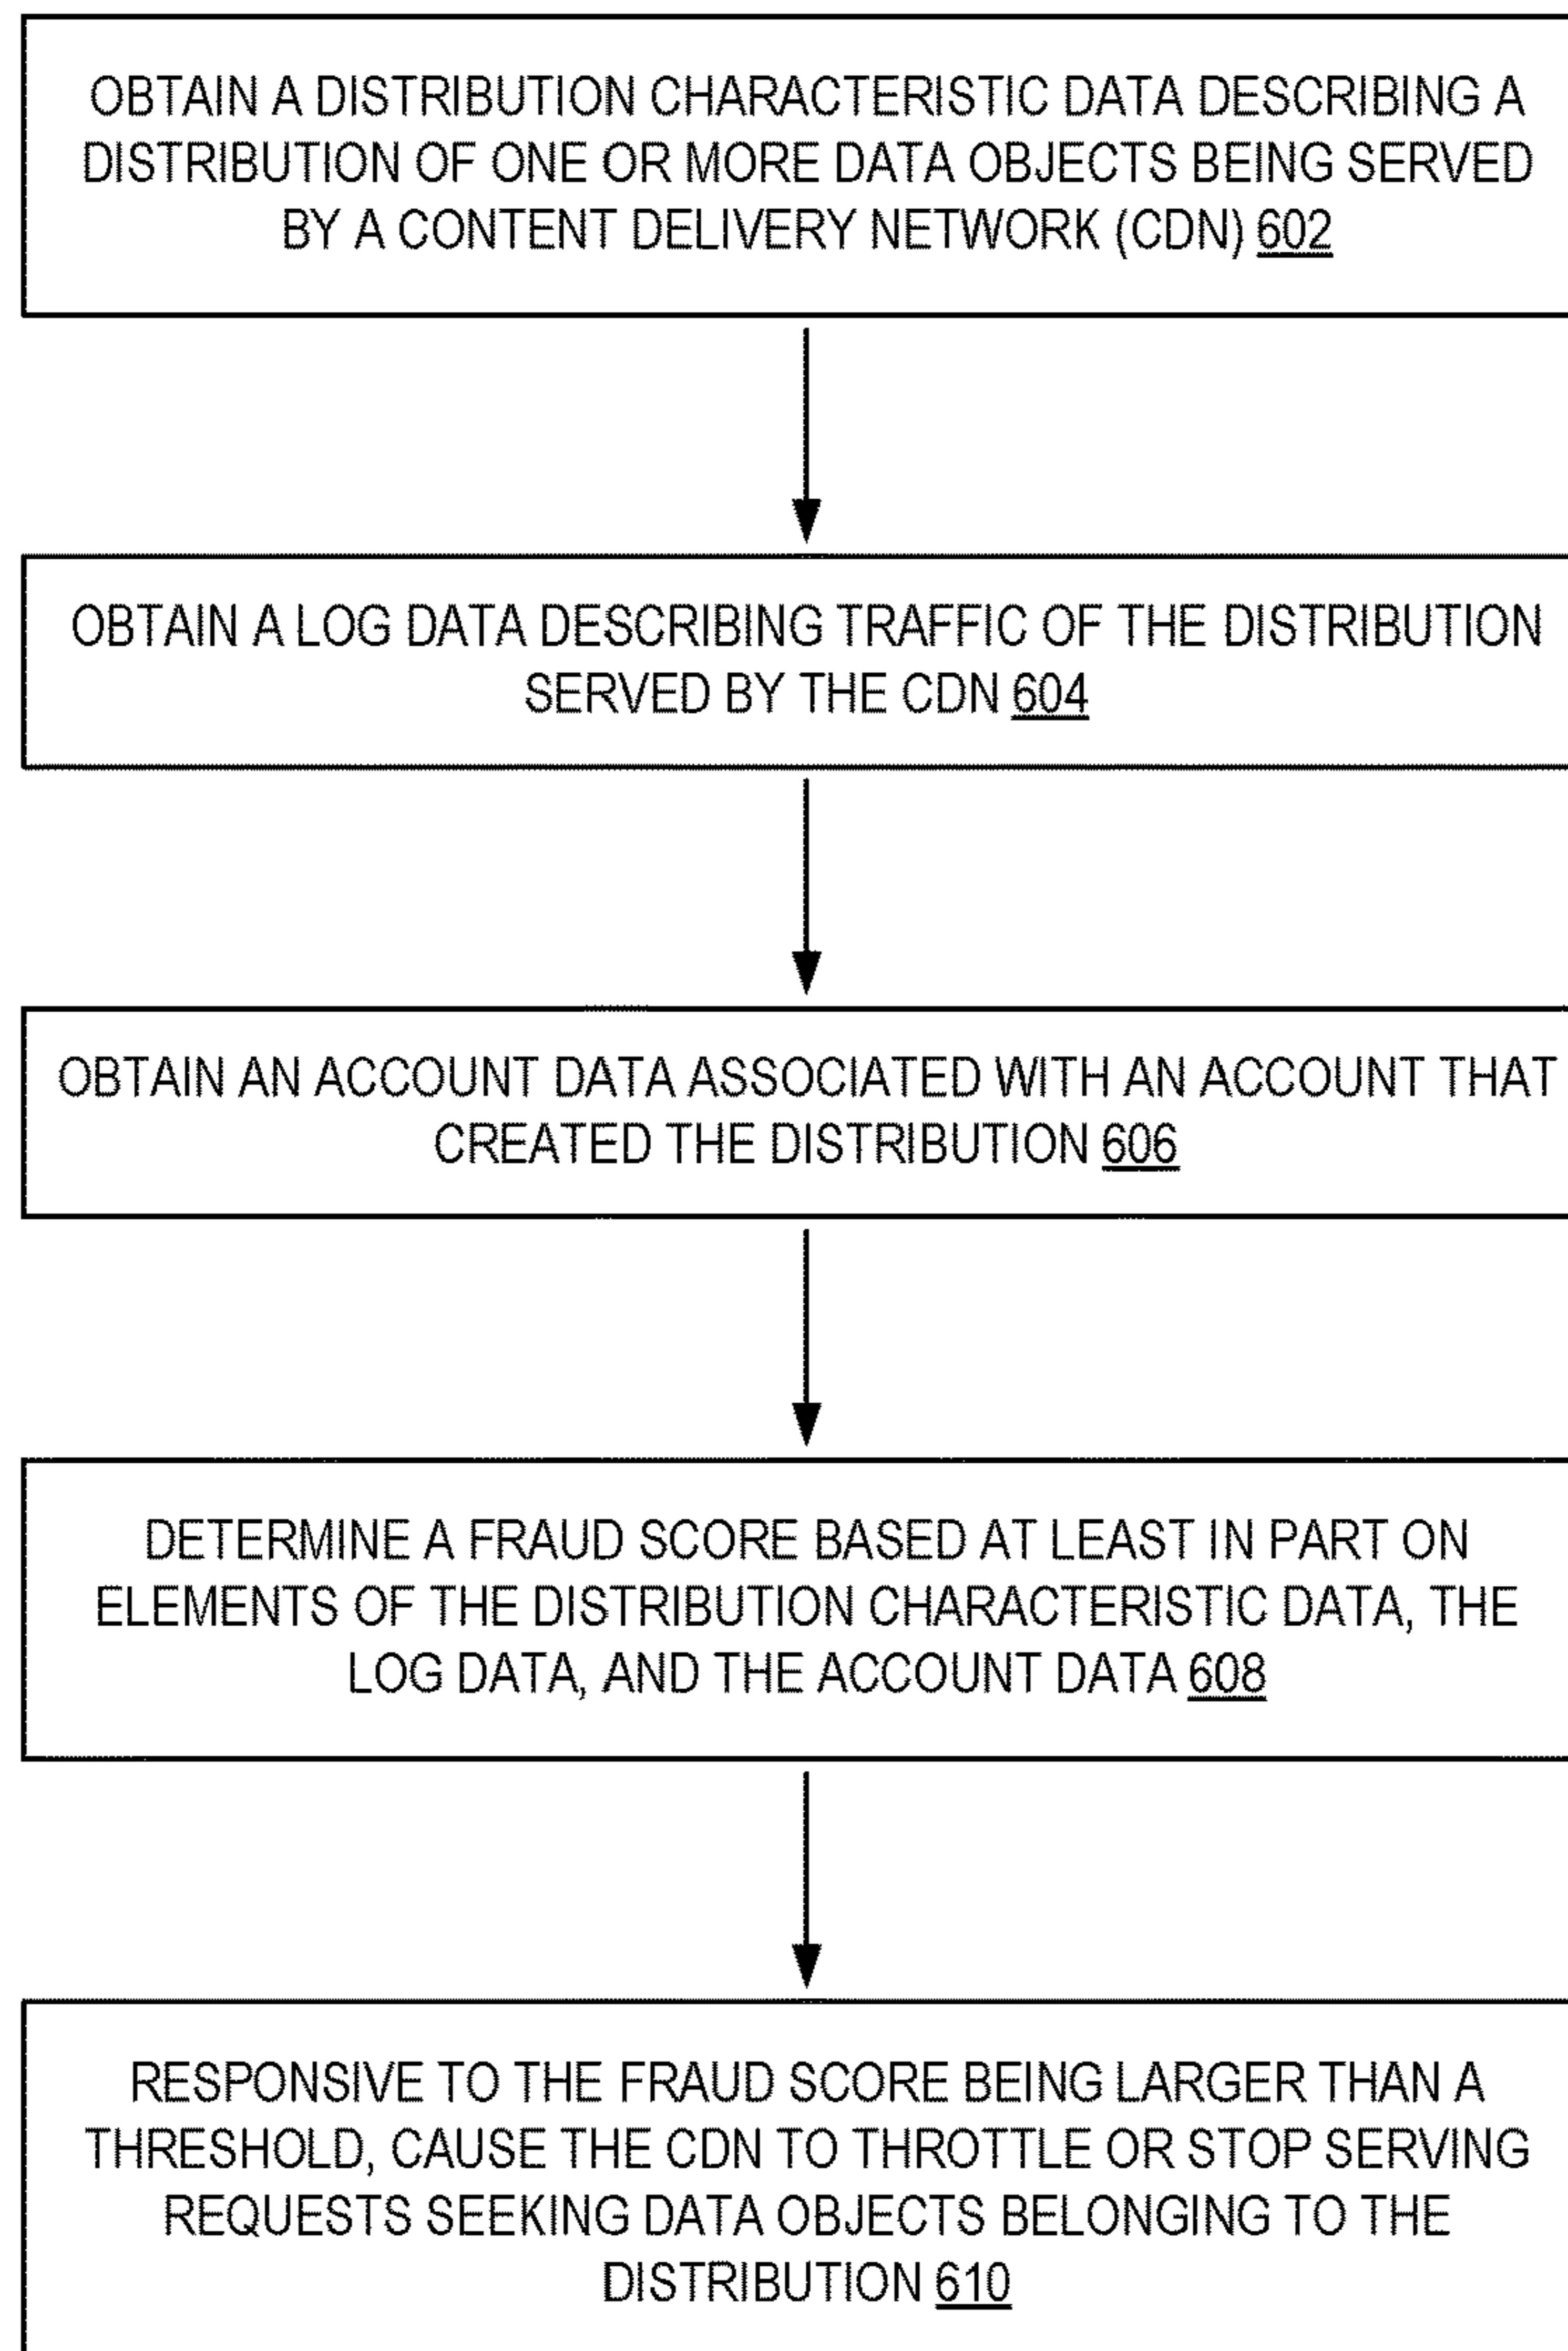 OBTAIN A DISTRIBUTION CHARACTERISTIC DATA DESCRIBING A
DISTRIBUTION OF ONE OR MORE DATA OBJECTS BEING SERVED
BY A CONTENT DELIVERY NETWORK (CDN) 602
OBTAIN A LOG DATA DESCRIBING TRAFFIC OF THE DISTRIBUTION
SERVED BY THE CDN 604
OBTAIN AN ACCOUNT DATA ASSOCIATED WITH AN ACCOUNT THAT
CREATED THE DISTRIBUTION 606
DETERMINE A FRAUD SCORE BASED AT LEAST IN PART ON
ELEMENTS OF THE DISTRIBUTION CHARACTERISTIC DATA, THE
LOG DATA, AND THE ACCOUNT DATA 608
RESPONSIVE TO THE FRAUD SCORE BEING LARGER THAN A
THRESHOLD, CAUSE THE CDN TO THROTTLE OR STOP SERVING
REQUESTS SEEKING DATA OBJECTS BELONGING TO THE
DISTRIBUTION 610